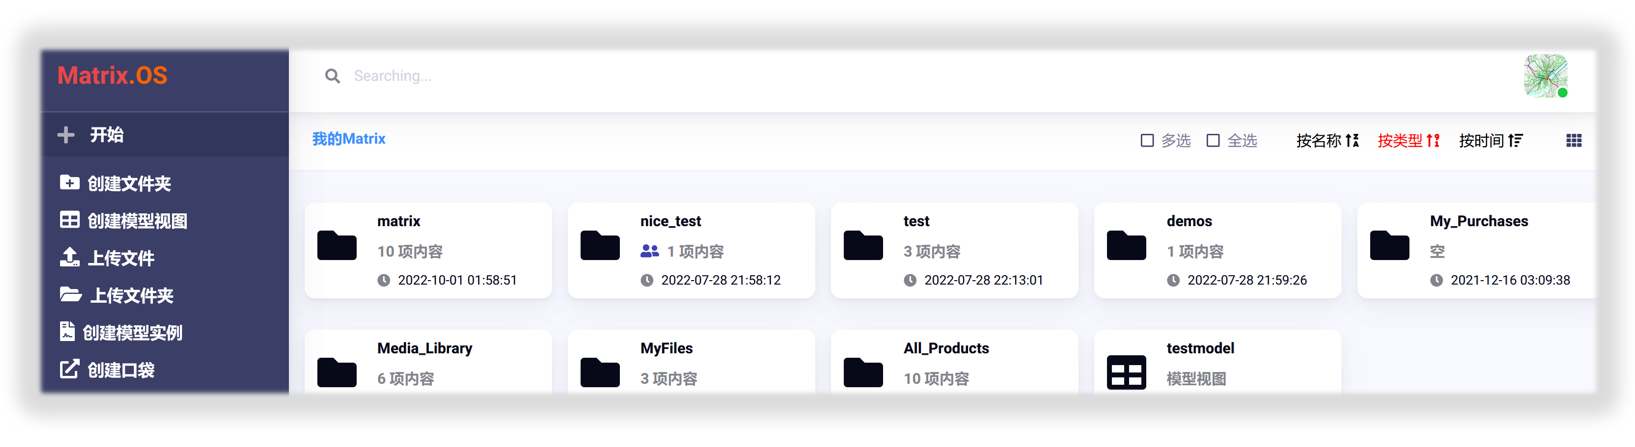 Matrix.OS
Searching...
开始
创建文件夹
创建模型视图
上传文件
上传文件夹
创建模型实例
创建口袋
我的Matrix
多选 全选 按名称 按类型 按时间
matrix
10 项内容
2022-10-01 01:58:51
nice_test
1 项内容
2022-07-28 21:58:12
test
3 项内容
2022-07-28 22:13:01
demos
1 项内容
2022-07-28 21:59:26
My_Purchases
空
2021-12-16 03:09:38
Media_Library
6 项内容
MyFiles
3 项内容
All_Products
10 项内容
testmodel
模型视图